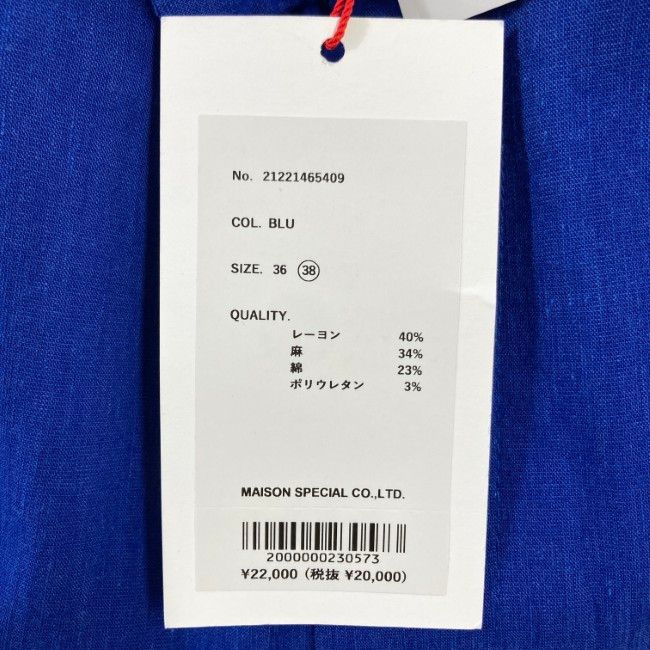 No. 21221465409
COL. BLU
SIZE. 36 38
QUALITY.
レーヨン 40%
麻 34%
綿 23%
ポリウレタン 3%
MAISON SPECIAL CO.,LTD.
2000000230573
¥22,000 (税抜 ¥20,000)